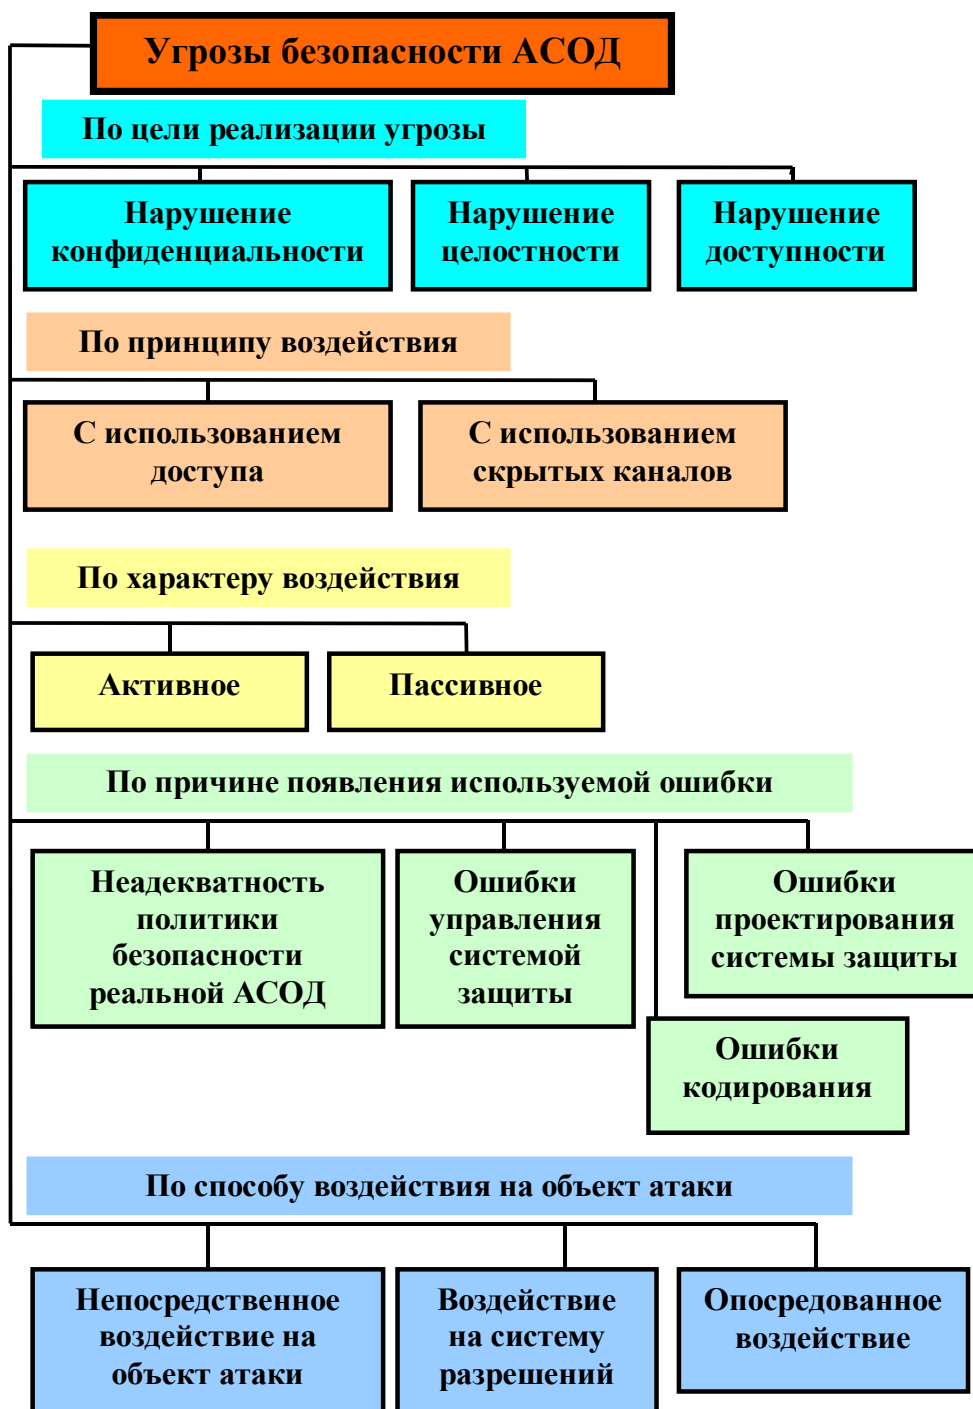 Угрозы безопасности АСОД
По цели реализации угрозы
Нарушение
конфиденциальности
Нарушение
целостности
Нарушение
доступности
По принципу воздействия
С использованием
доступа
С использованием
скрытых каналов
По характеру воздействия
Активное
Пассивное
По причине появления используемой ошибки
Неадекватность
политики
безопасности
реальной АСОД
Ошибки
управления
системой
защиты
Ошибки
проектирования
системы защиты
Ошибки
кодирования
По способу воздействия на объект атаки
Непосредственное
воздействие на
объект атаки
Воздействие
на систему
разрешений
Опосредованное
воздействие